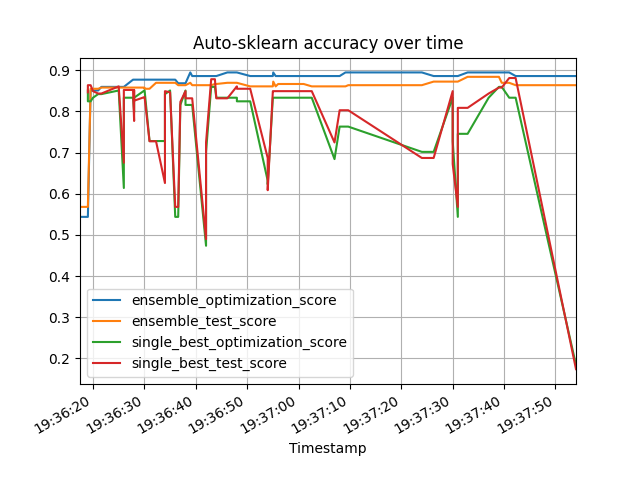 Auto-sklearn accuracy over time
0.9
0.8
0.7
0.6
0.5
0.4
0.3
0.2
ensemble_optimization_score
ensemble_test_score
single_best_optimization_score
single_best_test_score
19:36:20 19:36:30 19:36:40 19:36:50 19:37:00 19:37:10 19:37:20 19:37:30 19:37:40 19:37:50
Timestamp